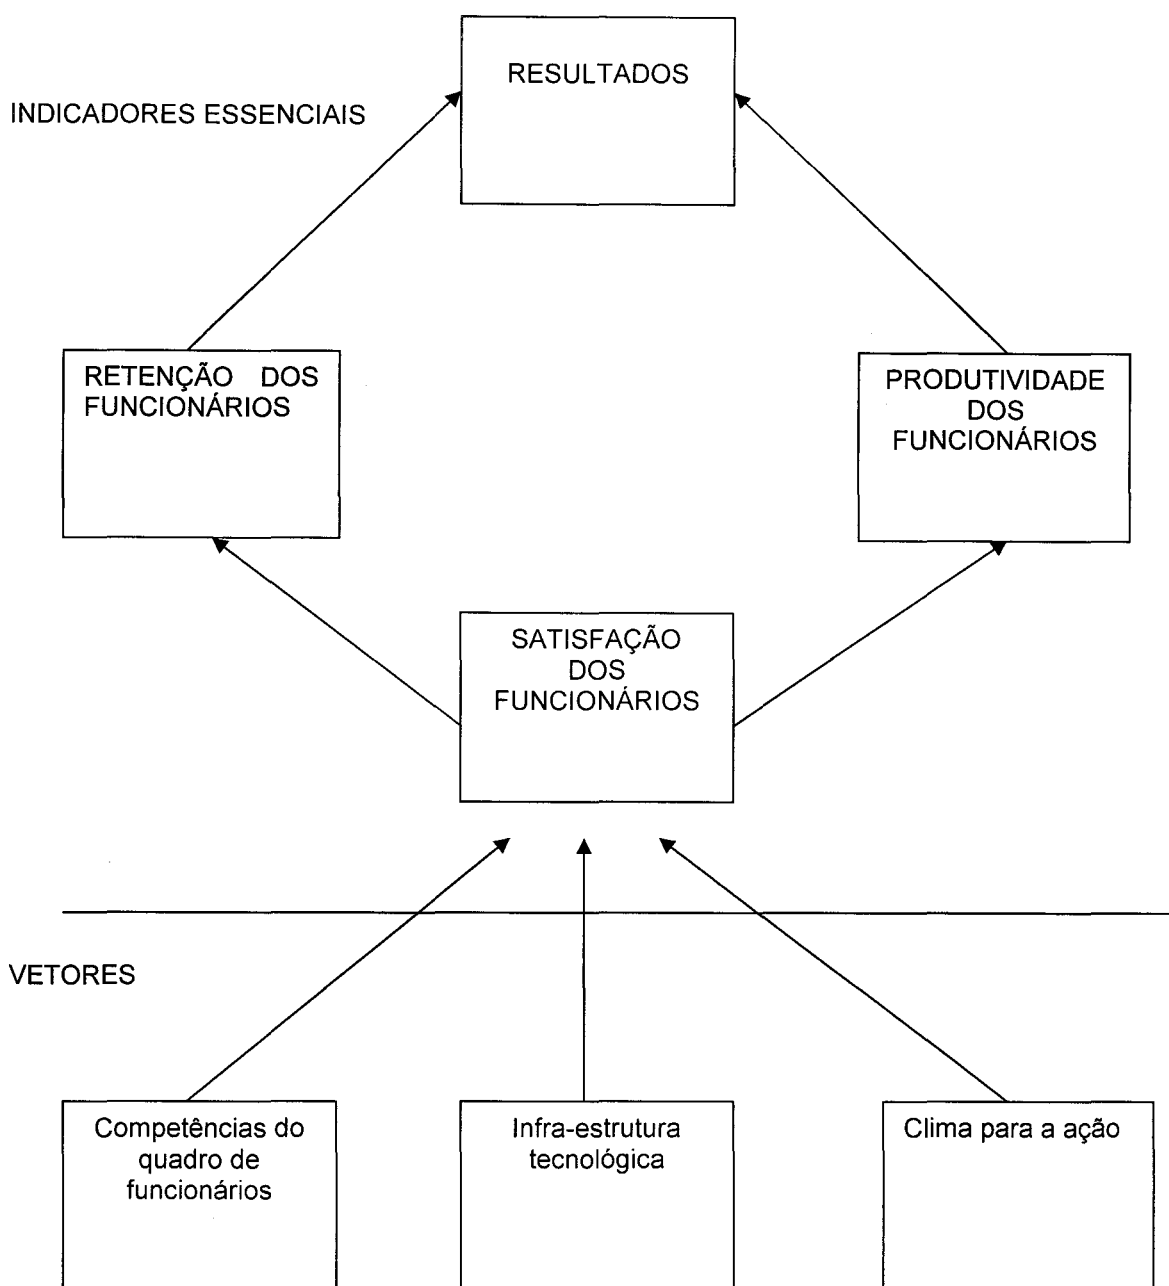 RESULTADOS
INDICADORES ESSENCIAIS
RETENÇÃO DOS
FUNCIONÁRIOS
PRODUTIVIDADE
DOS
FUNCIONÁRIOS
SATISFAÇÃO
DOS
FUNCIONÁRIOS
VETORES
Competências do
quadro de
funcionários
Infra-estrutura
tecnológica
Clima para a ação